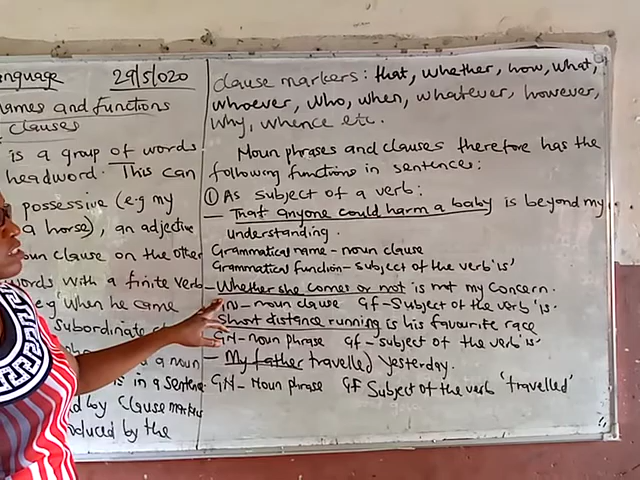 anguage 29/5/020
names and functions
clauses
is a group of words
headword. This can
possessive (e.g my
a horse), an adjective
oun clause on the other
words with a finite verb
e.g "When he came
Subordinate
a noun
is in a sentence
d by Clause markers
oduced by the
clause markers: that, whether, how, what,
whoever, who, when, whatever, however,
why, whence etc.
Noun phrases and clauses therefore has the
following functions in sentences:
① As subject of a verb:
- That anyone could harm a baby is beyond my
understanding.
Grammatical name - noun clause
Grammatical function - subject of the verb 'is'
- Whether she comes or not is not my concern.
GN - noun clause Gf - Subject of the verb 'is'.
Short distance running is his favourite race
GN - noun phrase Gf - subject of the verb 'is'
- My father travelled yesterday.
GN - Noun phrase GF Subject of the verb 'travelled'